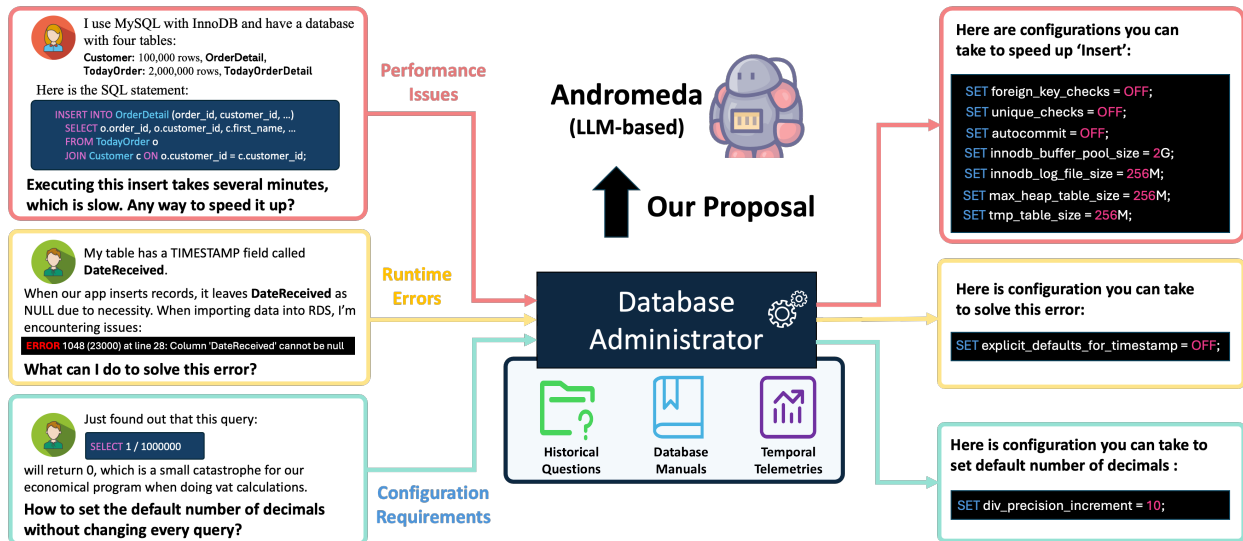 I use MySQL with InnoDB and have a database
with four tables:
Customer: 100,000 rows, OrderDetail,
TodayOrder: 2,000,000 rows, TodayOrderDetail
Here is the SQL statement:
INSERT INTO OrderDetail (order_id, customer_id, ...)
SELECT o.order_id, o.customer_id, c.first_name, ...
FROM TodayOrder o
JOIN Customer c ON o.customer_id = c.customer_id;
Executing this insert takes several minutes,
which is slow. Any way to speed it up?
My table has a TIMESTAMP field called
DateReceived.
When our app inserts records, it leaves DateReceived as
NULL due to necessity. When importing data into RDS, I'm
encountering issues:
ERROR 1048 (23000) at line 28: Column 'DateReceived' cannot be null
What can I do to solve this error?
Just found out that this query:
SELECT 1 / 1000000
will return 0, which is a small catastrophe for our
economical program when doing vat calculations.
How to set the default number of decimals
without changing every query?
Performance
Issues
Runtime
Errors
Configuration
Requirements
Andromeda
(LLM-based)
Our Proposal
Database
Administrator
Historical
Questions
Database
Manuals
Temporal
Telemetries
Here are configurations you can
take to speed up 'Insert':
SET foreign_key_checks = OFF;
SET unique_checks = OFF;
SET autocommit = OFF;
SET innodb_buffer_pool_size = 2G;
SET innodb_log_file_size = 256M;
SET max_heap_table_size = 256M;
SET tmp_table_size = 256M;
Here is configuration you can take
to solve this error:
SET explicit_defaults_for_timestamp = OFF;
Here is configuration you can take to
set default number of decimals :
SET div_precision_increment = 10;